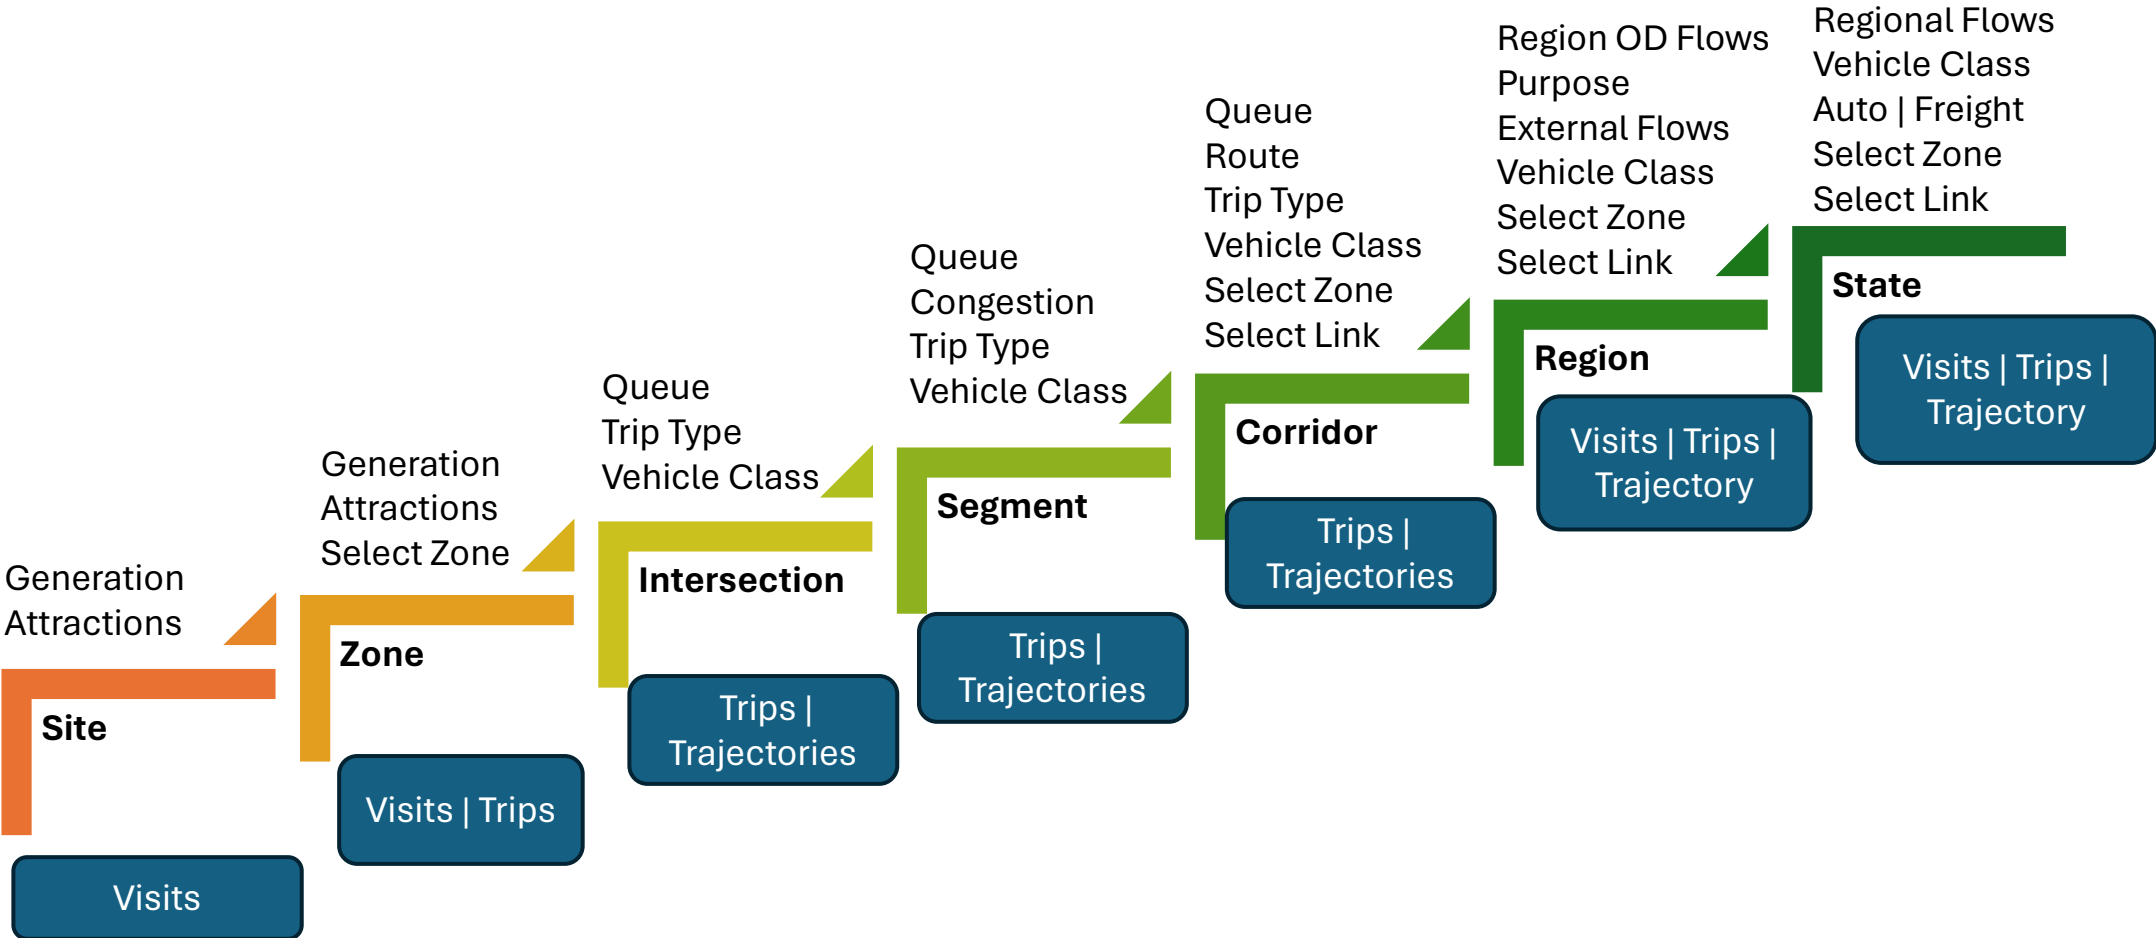 Generation
Attractions
Site
Visits
Generation
Attractions
Select Zone
Zone
Visits | Trips
Queue
Trip Type
Vehicle Class
Intersection
Trips |
Trajectories
Queue
Congestion
Trip Type
Vehicle Class
Segment
Trips |
Trajectories
Queue
Route
Trip Type
Vehicle Class
Select Zone
Select Link
Corridor
Trips |
Trajectories
Region OD Flows
Purpose
External Flows
Vehicle Class
Select Zone
Select Link
Region
Visits | Trips |
Trajectory
Regional Flows
Vehicle Class
Auto | Freight
Select Zone
Select Link
State
Visits | Trips |
Trajectory